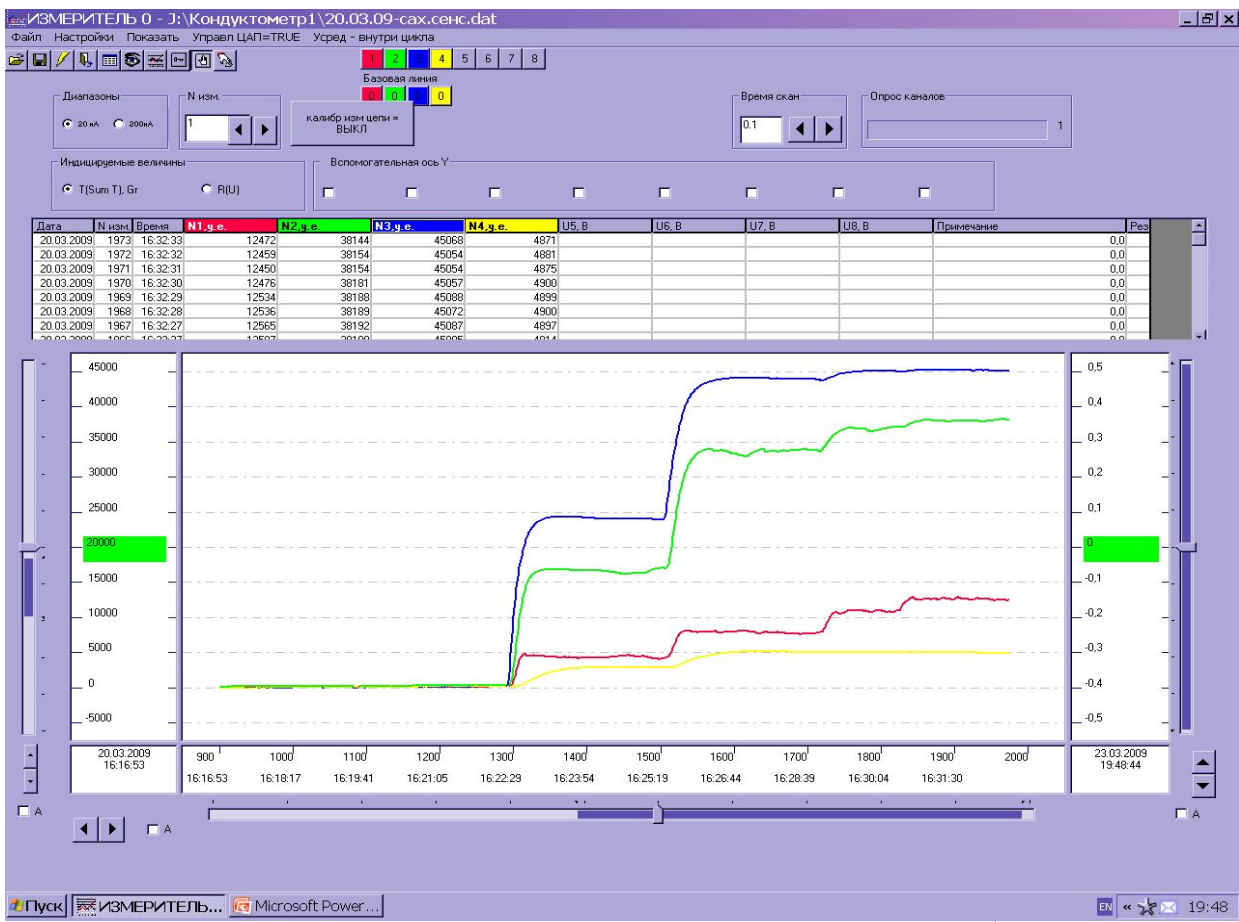 ИЗМЕРИТЕЛЬ 0 - J:\Кондуктометр1\20.03.09-сах.сенс.dat
Файл Настройки Показать Управл ЦАП=TRUE Усред - внутри цикла
1 2 3 4 5 6 7 8
Базовая линия
0 0 0 0
Диапазоны
20 нА 200нА
N изм.
1
калибр изм цепи =
ВЫКЛ
Время скан
0.1
Опрос каналов
1
Индицируемые величины
T(Sum T), Gr R(U)
Вспомогательная ось Y
Дата N изм Время N1,у.е. N2,у.е. N3,у.е. N4,у.е. U5, В U6, В U7, В U8, В Примечание Рез
20.03.2009 1973 16:32:33 12472 38144 45068 4871 0,0
20.03.2009 1972 16:32:32 12459 38154 45054 4881 0,0
20.03.2009 1971 16:32:31 12450 38154 45054 4875 0,0
20.03.2009 1970 16:32:30 12476 38181 45057 4900 0,0
20.03.2009 1969 16:32:29 12534 38188 45088 4899 0,0
20.03.2009 1968 16:32:28 12536 38189 45072 4900 0,0
20.03.2009 1967 16:32:27 12565 38192 45087 4897 0,0
45000 0,5
40000 0,4
35000 0,3
30000 0,2
25000 0,1
20000 0
15000 -0,1
10000 -0,2
5000 -0,3
0 -0,4
-5000 -0,5
20.03.2009
16:16:53
900 1000 1100 1200 1300 1400 1500 1600 1700 1800 1900 2000
16:16:53 16:18:17 16:19:41 16:21:05 16:22:29 16:23:54 16:25:19 16:26:44 16:28:39 16:30:04 16:31:30
23.03.2009
19:48:44
A A
A
Пуск ИЗМЕРИТЕЛЬ... Microsoft Power... EN « 19:48